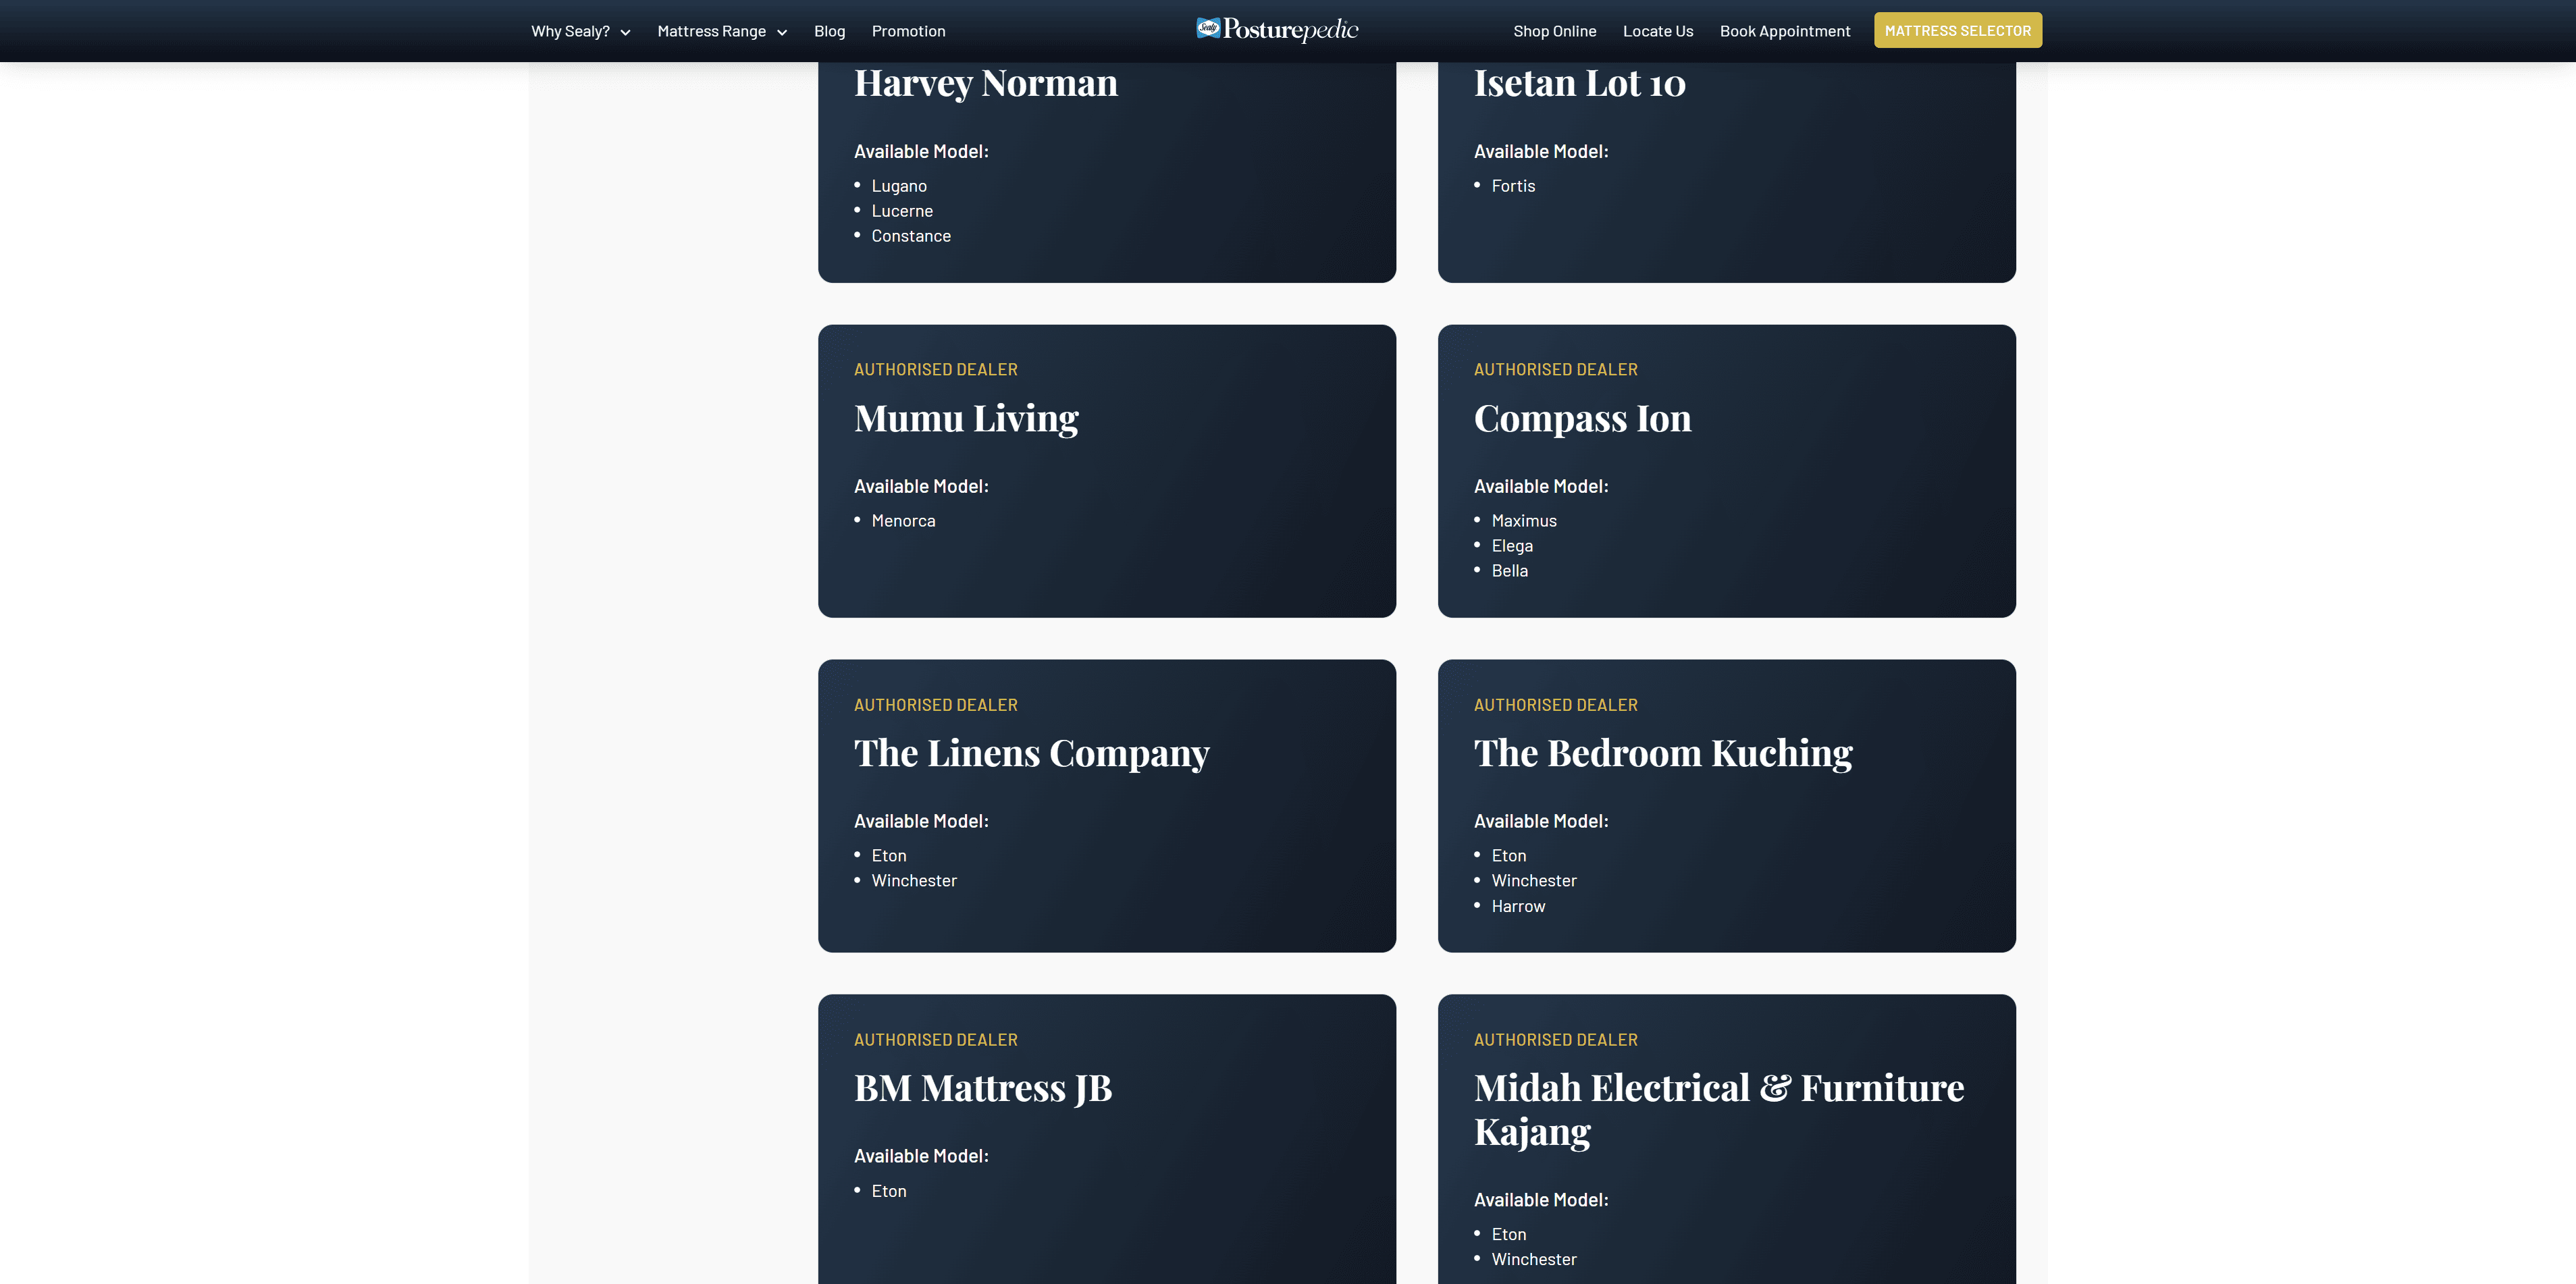 Why Sealy?
Mattress Range
Blog
Promotion
Sealy Posturepedic
Shop Online
Locate Us
Book Appointment
MATTRESS SELECTOR
Harvey Norman
Available Model:
Lugano
Lucerne
Constance
Isetan Lot 10
Available Model:
Fortis
AUTHORISED DEALER
Mumu Living
Available Model:
Menorca
AUTHORISED DEALER
Compass Ion
Available Model:
Maximus
Elega
Bella
AUTHORISED DEALER
The Linens Company
Available Model:
Eton
Winchester
AUTHORISED DEALER
The Bedroom Kuching
Available Model:
Eton
Winchester
Harrow
AUTHORISED DEALER
BM Mattress JB
Available Model:
Eton
AUTHORISED DEALER
Midah Electrical & Furniture
Kajang
Available Model:
Eton
Winchester